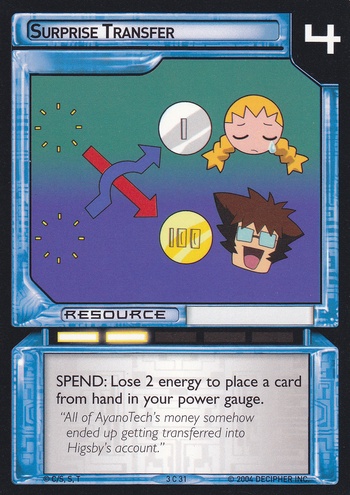 SURPRISE TRANSFER
4
1
100
RESOURCE
SPEND: Lose 2 energy to place a card
from hand in your power gauge.
“All of AyanoTech’s money somehow
ended up getting transferred into
Higsby’s account.”
© C/S, S, T
3 C 31
© 2004 DECIPHER INC.